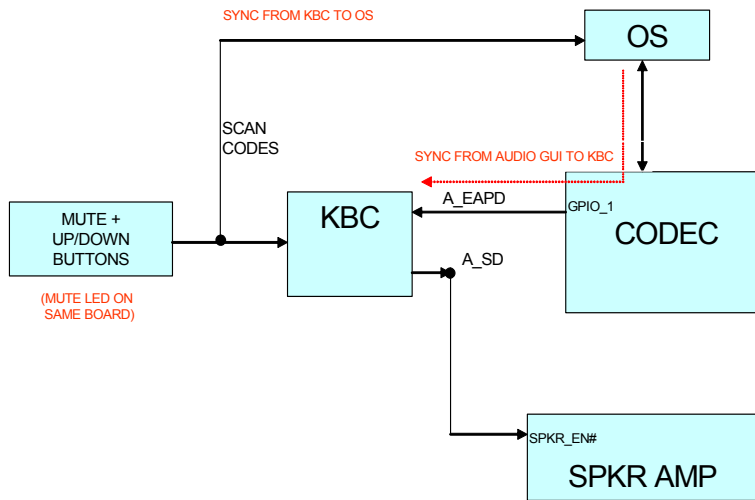 SYNC FROM KBC TO OS
OS
SCAN
CODES
SYNC FROM AUDIO GUI TO KBC
MUTE +
UP/DOWN
BUTTONS
KBC
A_EAPD
GPIO_1
CODEC
A_SD
(MUTE LED ON
SAME BOARD)
SPKR_EN#
SPKR AMP